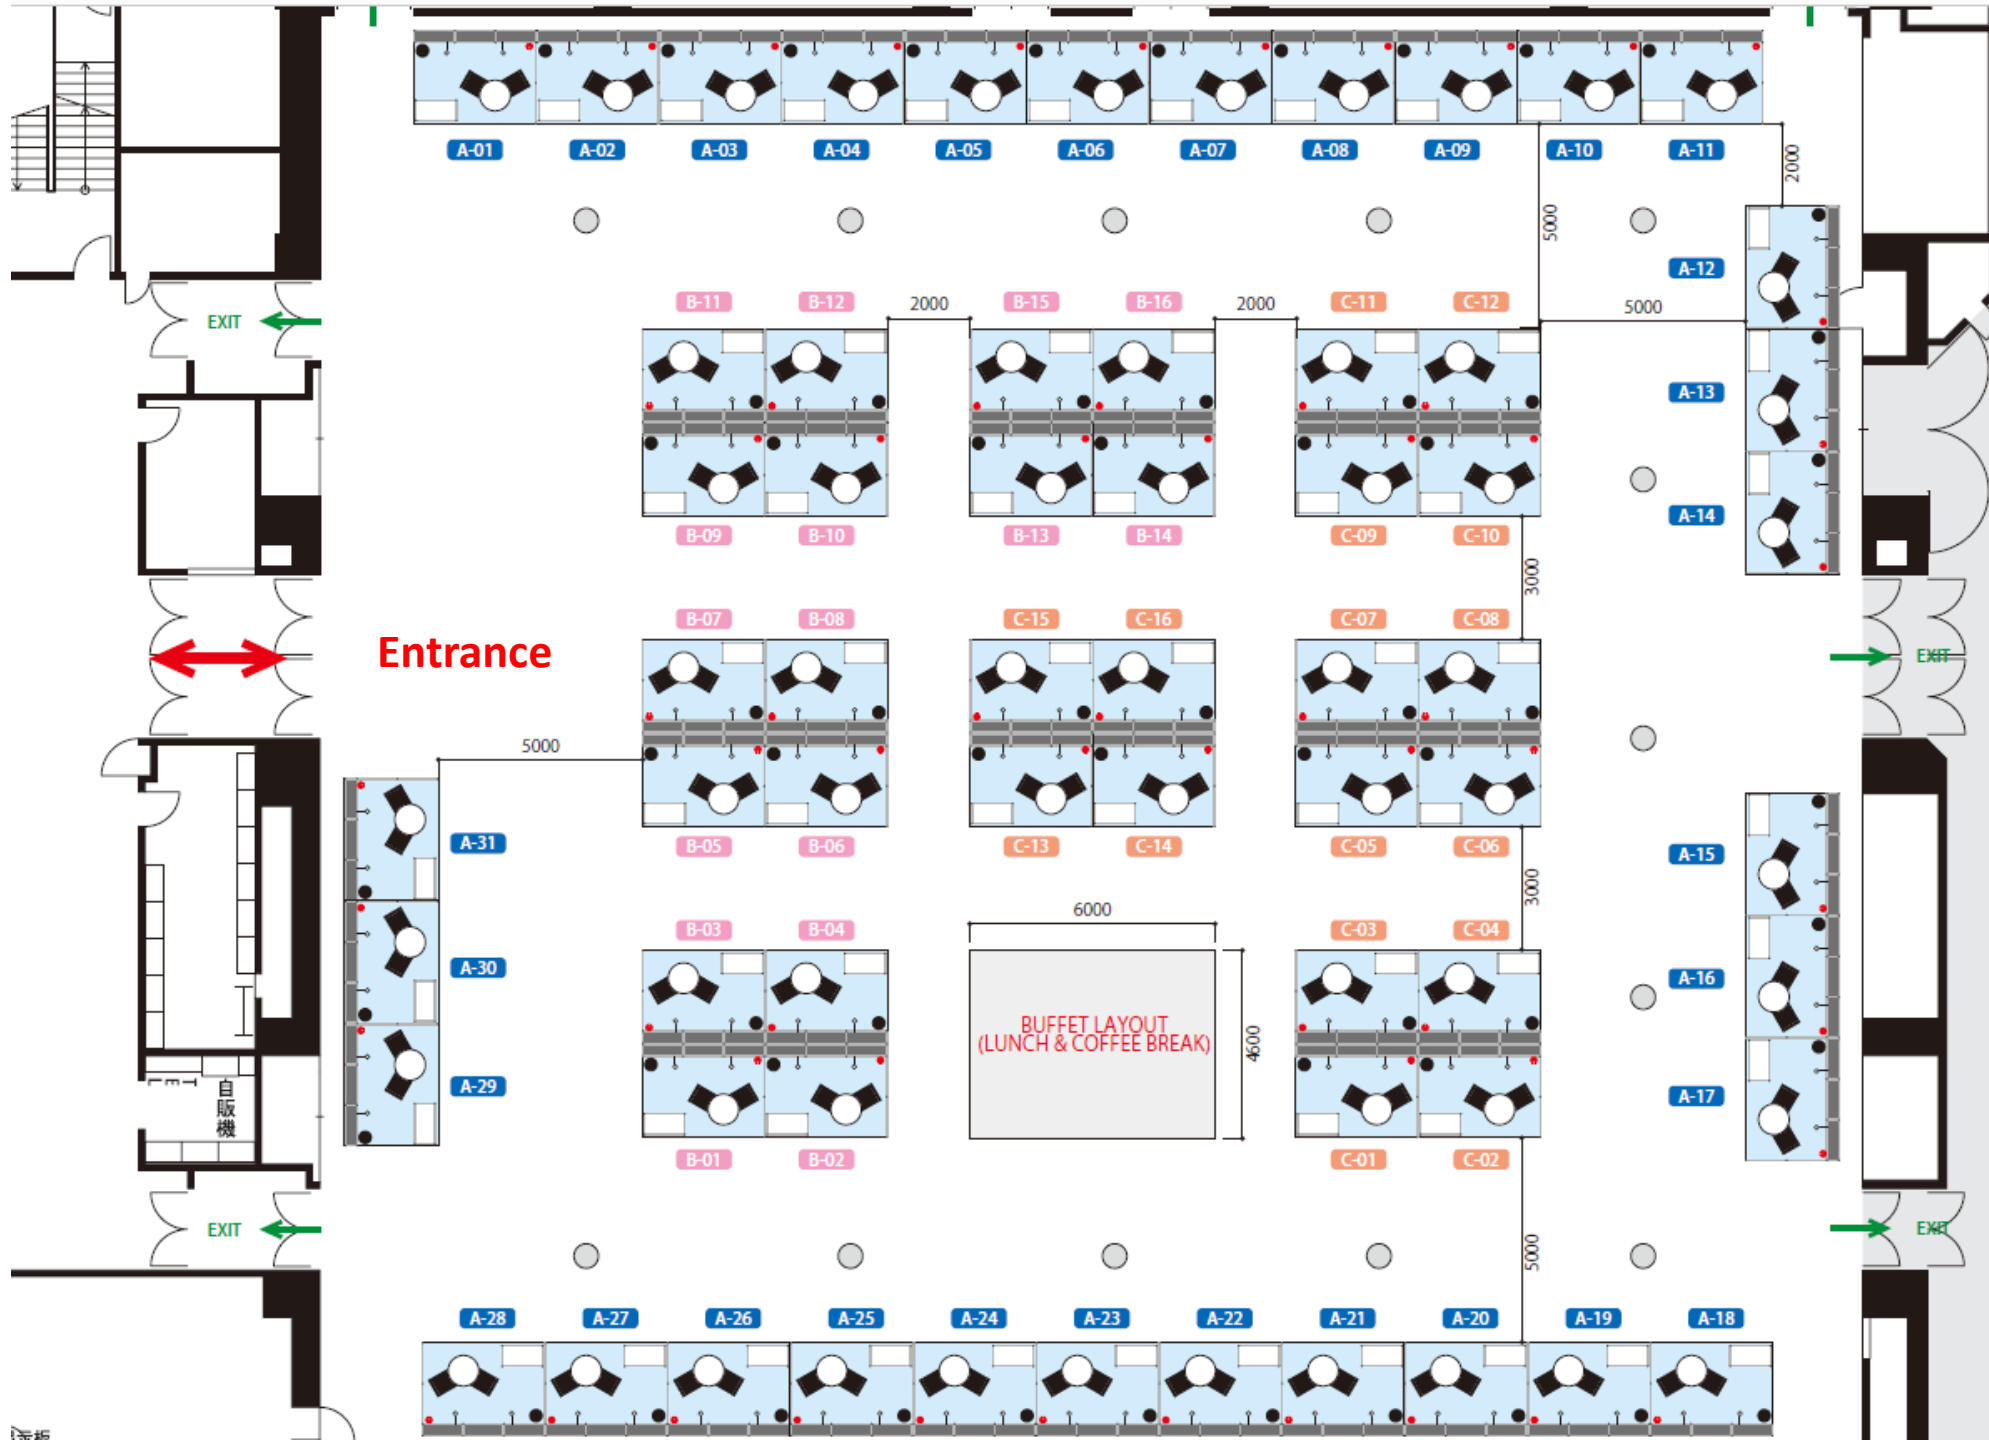 A-01 A-02 A-03 A-04 A-05 A-06 A-07 A-08 A-09 A-10 A-11
2000
5000
A-12
B-11 B-12 2000 B-15 B-16 2000 C-11 C-12 5000
EXIT
A-13
A-14
B-09 B-10 B-13 B-14 C-09 C-10
3000
B-07 B-08 C-15 C-16 C-07 C-08
Entrance
EXIT
5000
A-31
B-05 B-06 C-13 C-14 C-05 C-06
A-15
3000
6000
B-03 B-04 C-03 C-04
A-30
A-16
BUFFET LAYOUT
(LUNCH & COFFEE BREAK)
4600
A-29
A-17
TEL
自販機
B-01 B-02 C-01 C-02
EXIT
EXIT
5000
A-28 A-27 A-26 A-25 A-24 A-23 A-22 A-21 A-20 A-19 A-18